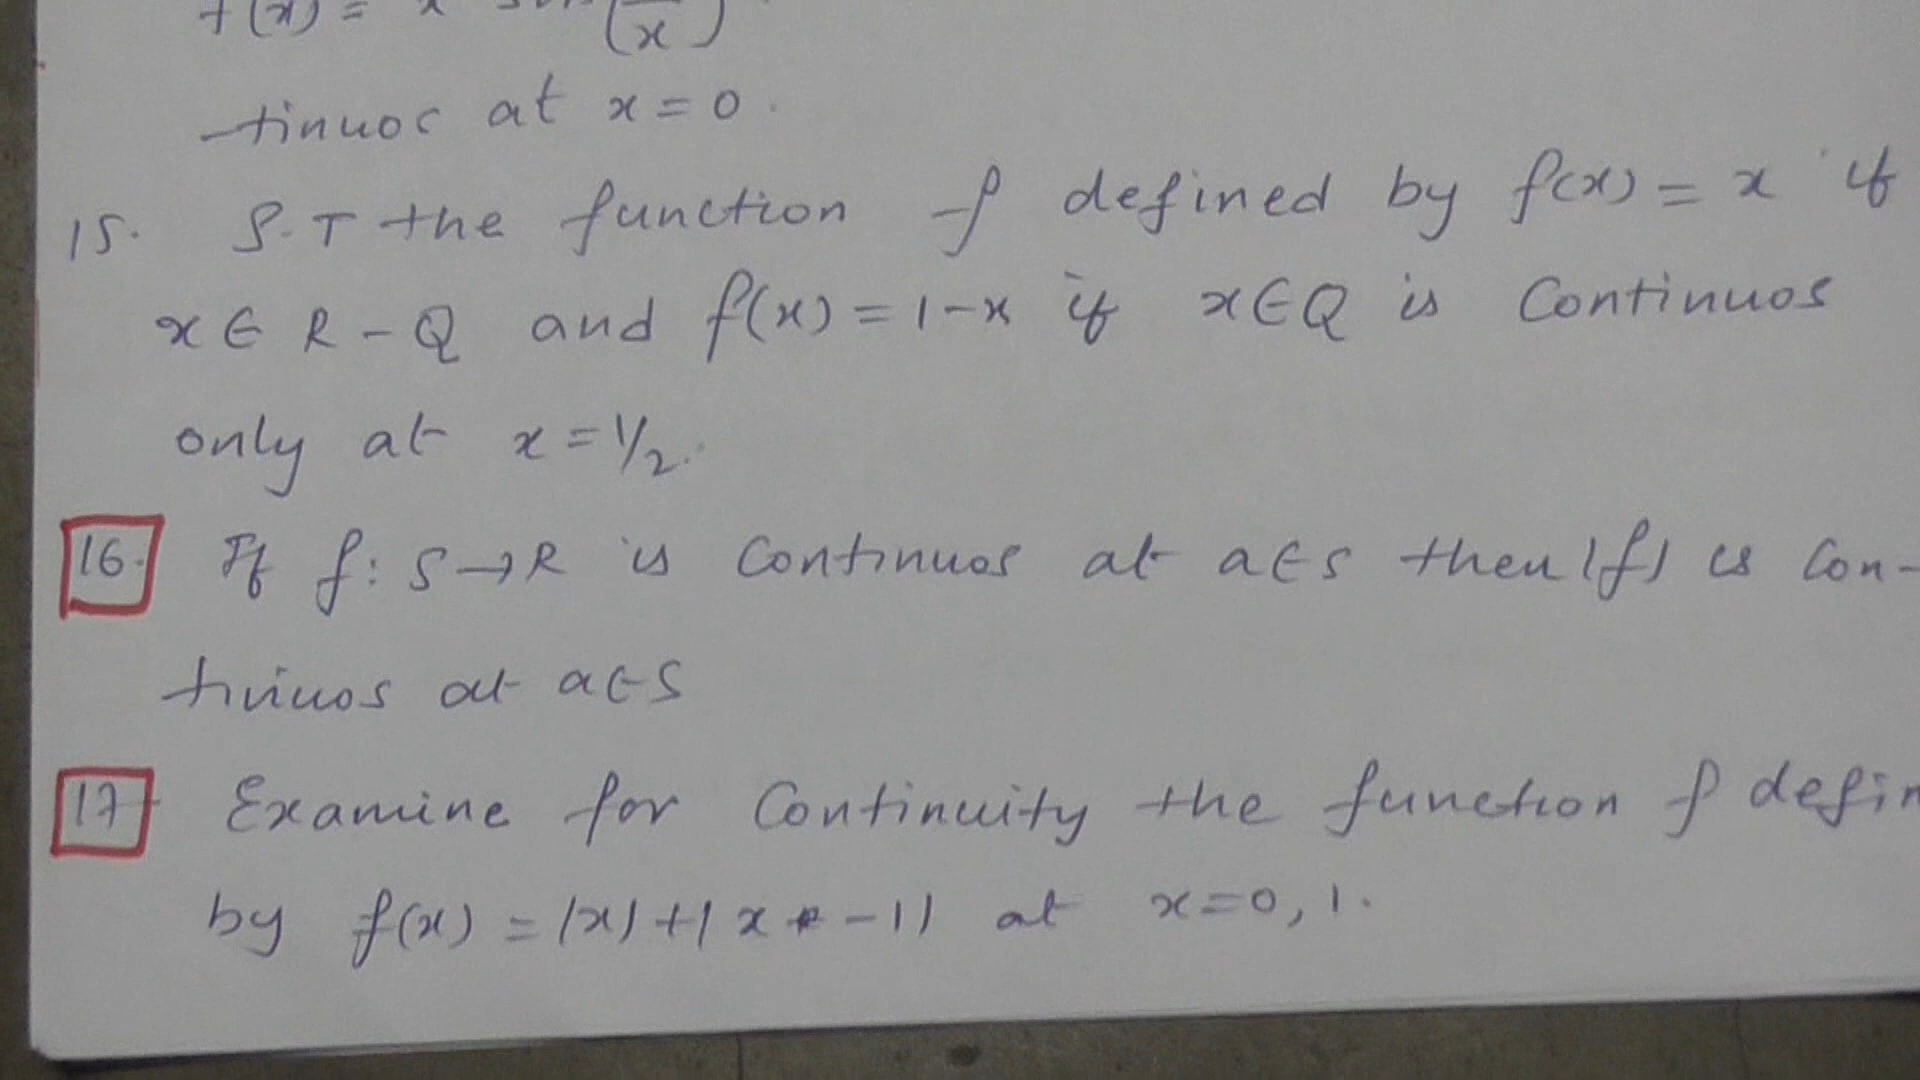 f(x) = x
(x)
-tinuos at x = 0.
15. S.T the function f defined by f(x) = x if
x ∈ R - Q and f(x) = 1-x if x∈Q is Continuos
only at x = 1/2.
16. If f: S→R is Continuos at a∈S then |f| is Con-
tinuos at a∈S
17 Examine for Continuity the function f defin
by f(x) = |x| + | x - 1| at x=0, 1.